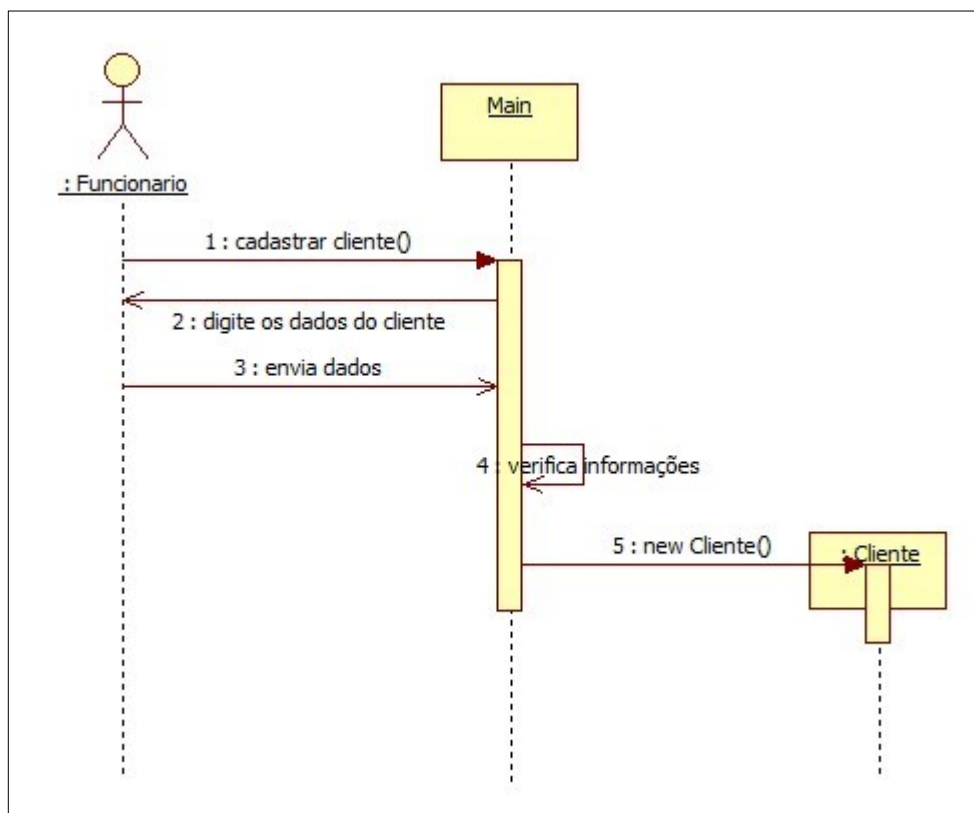 Main
: Funcionario
1 : cadastrar cliente()
2 : digite os dados do cliente
3 : envia dados
4 : verifica informações
5 : new Cliente()
: Cliente